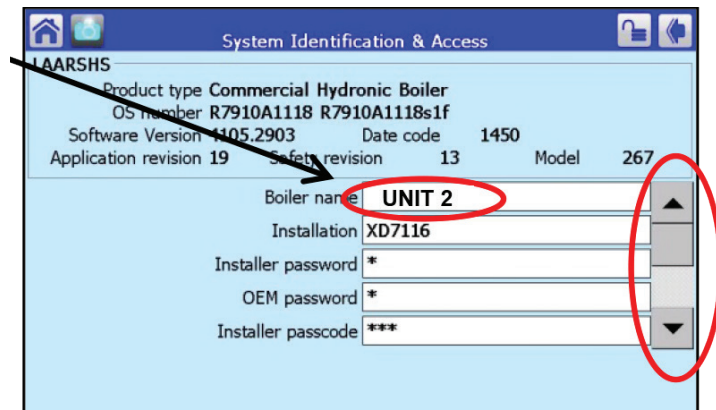 System Identification & Access
LAARSHS
Product type Commercial Hydronic Boiler
OS number R7910A1118 R7910A1118s1f
Software Version 4105.2903 Date code 1450
Application revision 19 Safety revision 13 Model 267
Boiler name UNIT 2
Installation XD7116
Installer password *
OEM password *
Installer passcode ***